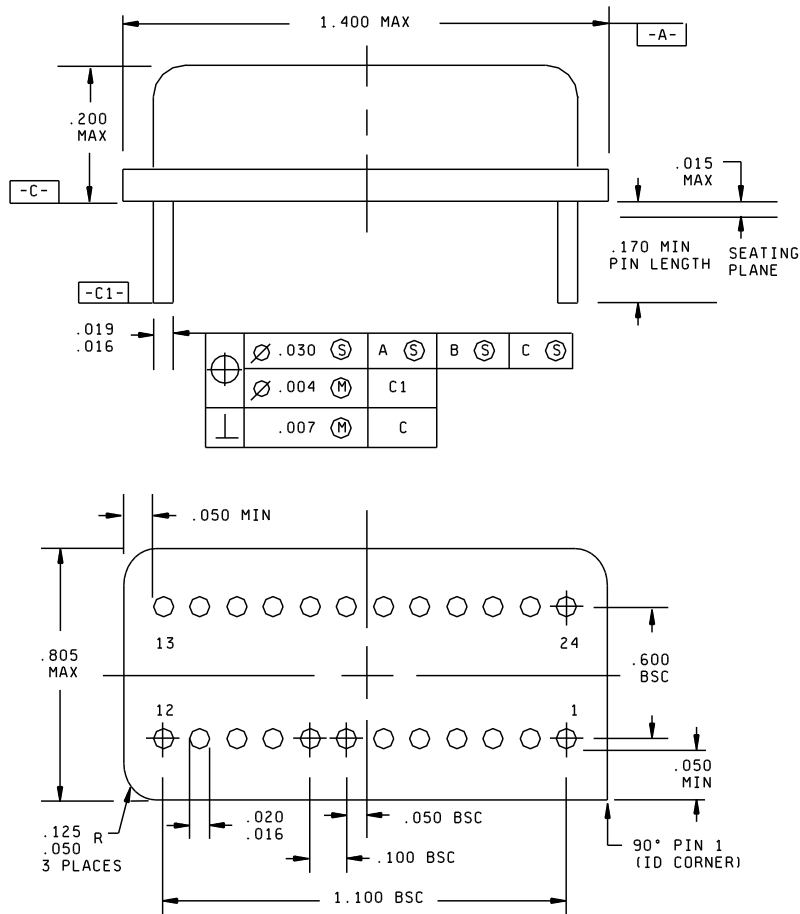 1.400 MAX
-A-
.200
MAX
.015
MAX
-C-
.170 MIN
PIN LENGTH
SEATING
PLANE
-C1-
.019
.016
⌀ .030 Ⓢ A Ⓢ B Ⓢ C Ⓢ
⌀ .004 Ⓜ C1
⊥ .007 Ⓜ C
.050 MIN
13
24
.805
MAX
.600
BSC
12
1
.050
MIN
.125
.050
R
3 PLACES
.020
.016
.050 BSC
.100 BSC
90° PIN 1
(ID CORNER)
1.100 BSC